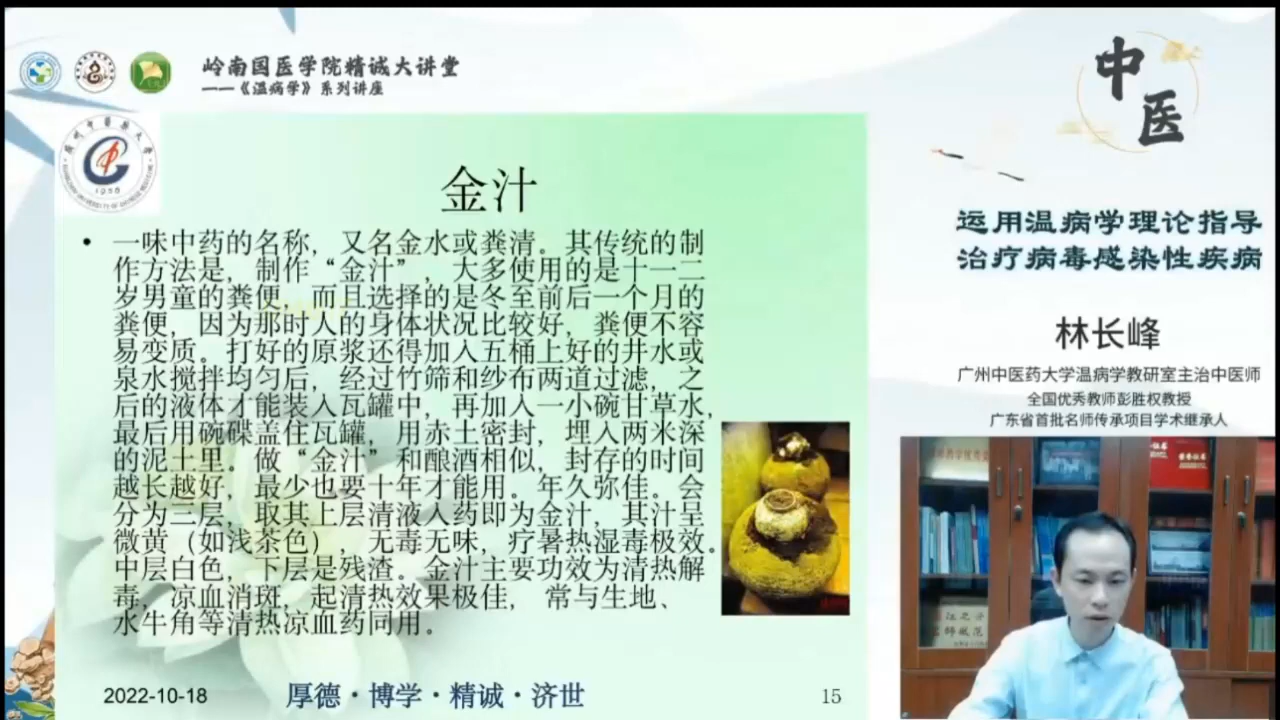 岭南国医学院精诚大讲堂
——《温病学》系列讲座
中医
1956
金汁
• 一味中药的名称，又名金水或粪清。其传统的制
作方法是，制作“金汁”，大多使用的是十一二
岁男童的粪便，而且选择的是冬至前后一个月的
粪便，因为那时人的身体状况比较好，粪便不容
易变质。打好的原浆还得加入五桶上好的井水或
泉水搅拌均匀后，经过竹筛和纱布两道过滤，之
后的液体才能装入瓦罐中，再加入一小碗甘草水，
最后用碗碟盖住瓦罐，用赤土密封，埋入两米深
的泥土里。做“金汁”和酿酒相似，封存的时间
越长越好，最少也要十年才能用。年久弥佳。会
分为三层，取其上层清液入药即为金汁，其汁呈
微黄（如浅茶色），无毒无味，疗暑热湿毒极效。
中层白色，下层是残渣。金汁主要功效为清热解
毒，凉血消斑，起清热效果极佳， 常与生地、
水牛角等清热凉血药同用。
2022-10-18
厚德·博学·精诚·济世
15
运用温病学理论指导
治疗病毒感染性疾病
林长峰
广州中医药大学温病学教研室主治中医师
全国优秀教师彭胜权教授
广东省首批名师传承项目学术继承人